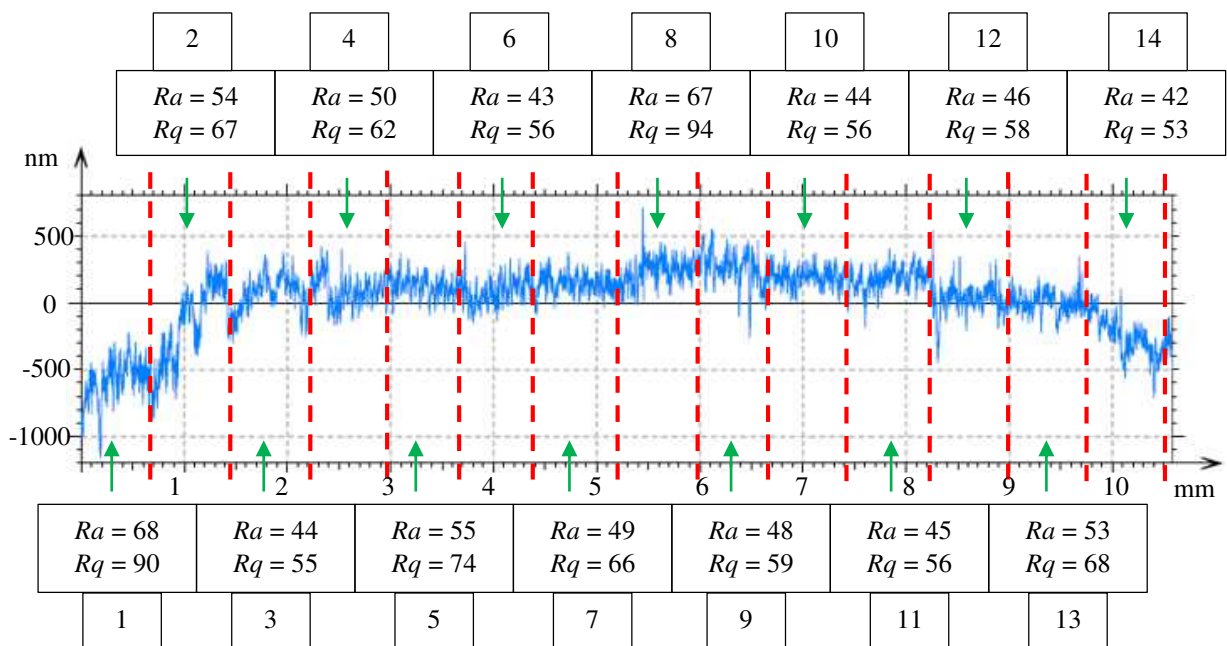 2 4 6 8 10 12 14
Ra = 54 Ra = 50 Ra = 43 Ra = 67 Ra = 44 Ra = 46 Ra = 42
Rq = 67 Rq = 62 Rq = 56 Rq = 94 Rq = 56 Rq = 58 Rq = 53
nm
500
0
-500
-1000
1 2 3 4 5 6 7 8 9 10 mm
Ra = 68 Ra = 44 Ra = 55 Ra = 49 Ra = 48 Ra = 45 Ra = 53
Rq = 90 Rq = 55 Rq = 74 Rq = 66 Rq = 59 Rq = 56 Rq = 68
1 3 5 7 9 11 13